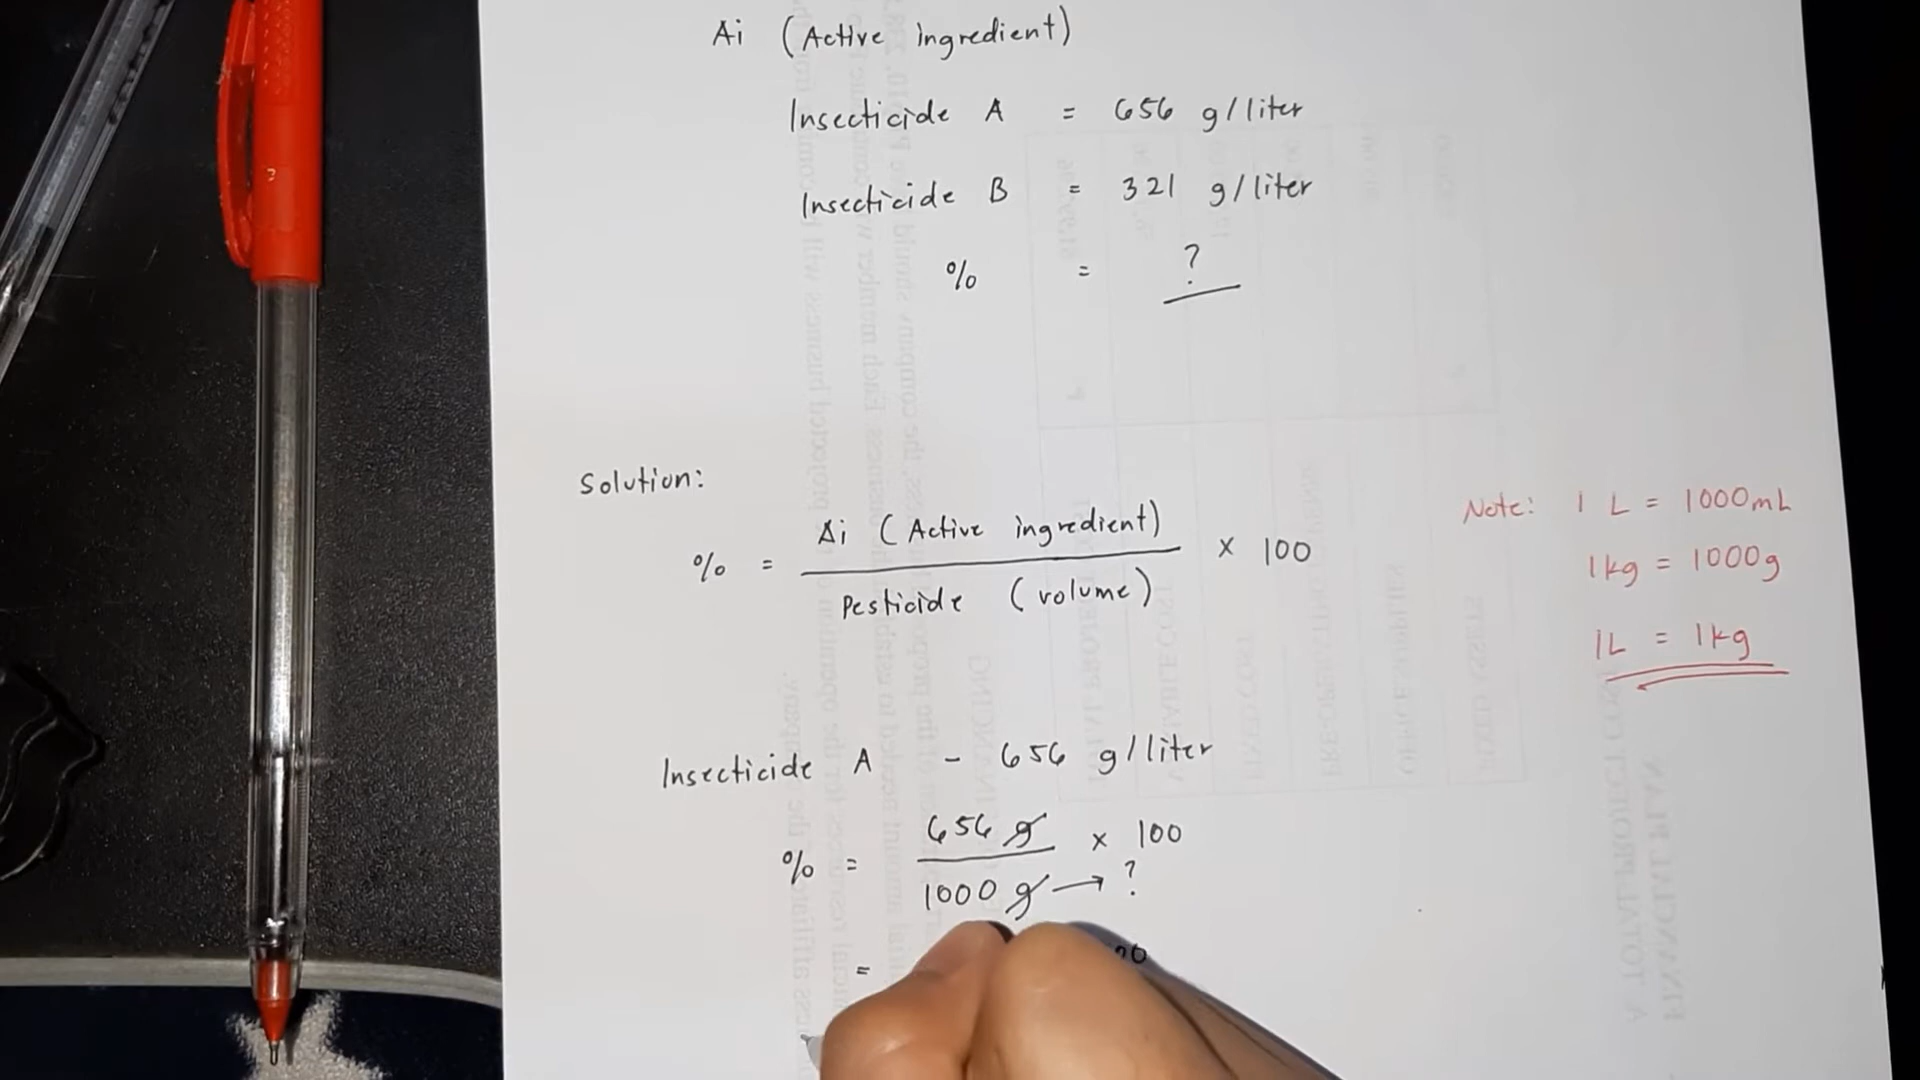 Ai (Active ingredient)
Insecticide A = 656 g/liter
Insecticide B = 321 g/liter
% = ?
Solution:
% = Ai (Active ingredient) x 100
Pesticide (volume)
Note: 1 L = 1000mL
1kg = 1000g
1L = 1kg
Insecticide A - 656 g/liter
% = 656 g x 100
1000 g → ?
=